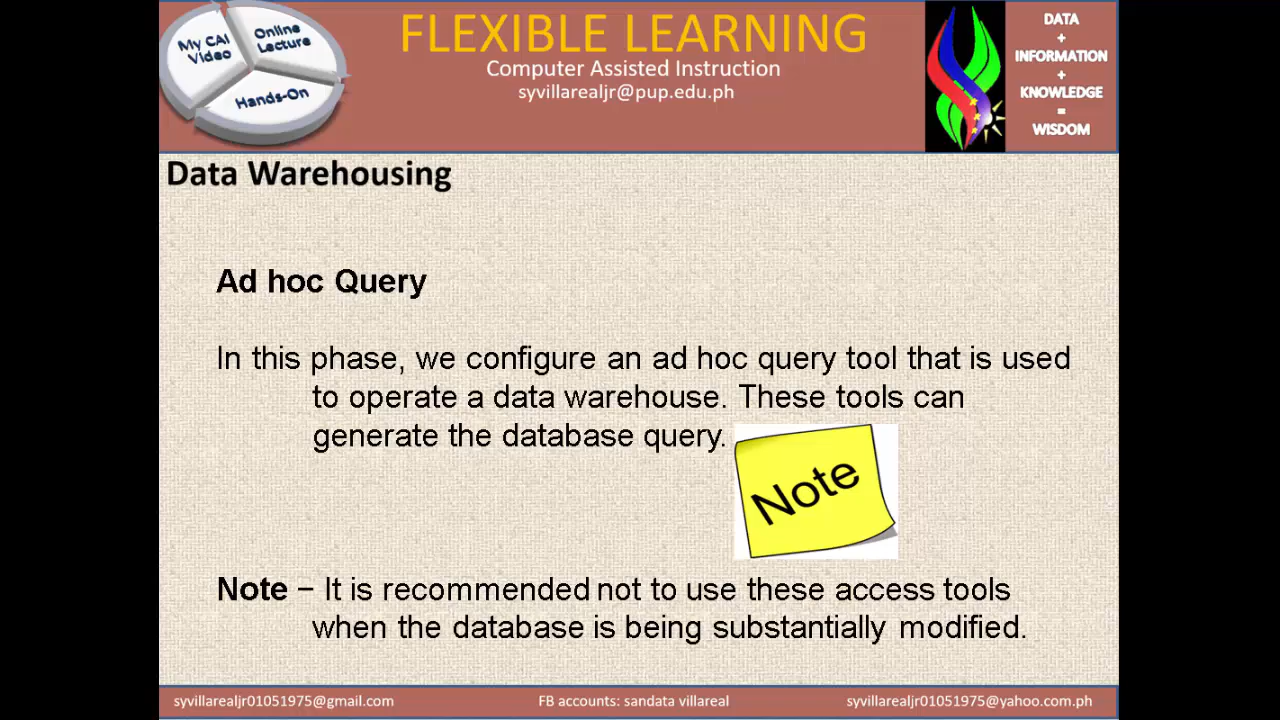 My CAI
Video
Online
Lecture
Hands-On
FLEXIBLE LEARNING
Computer Assisted Instruction
syvillarealjr@pup.edu.ph
DATA
+
INFORMATION
+
KNOWLEDGE
=
WISDOM
Data Warehousing
Ad hoc Query
In this phase, we configure an ad hoc query tool that is used
to operate a data warehouse. These tools can
generate the database query.
Note
Note − It is recommended not to use these access tools
when the database is being substantially modified.
syvillarealjr01051975@gmail.com
FB accounts: sandata villareal
syvillarealjr01051975@yahoo.com.ph